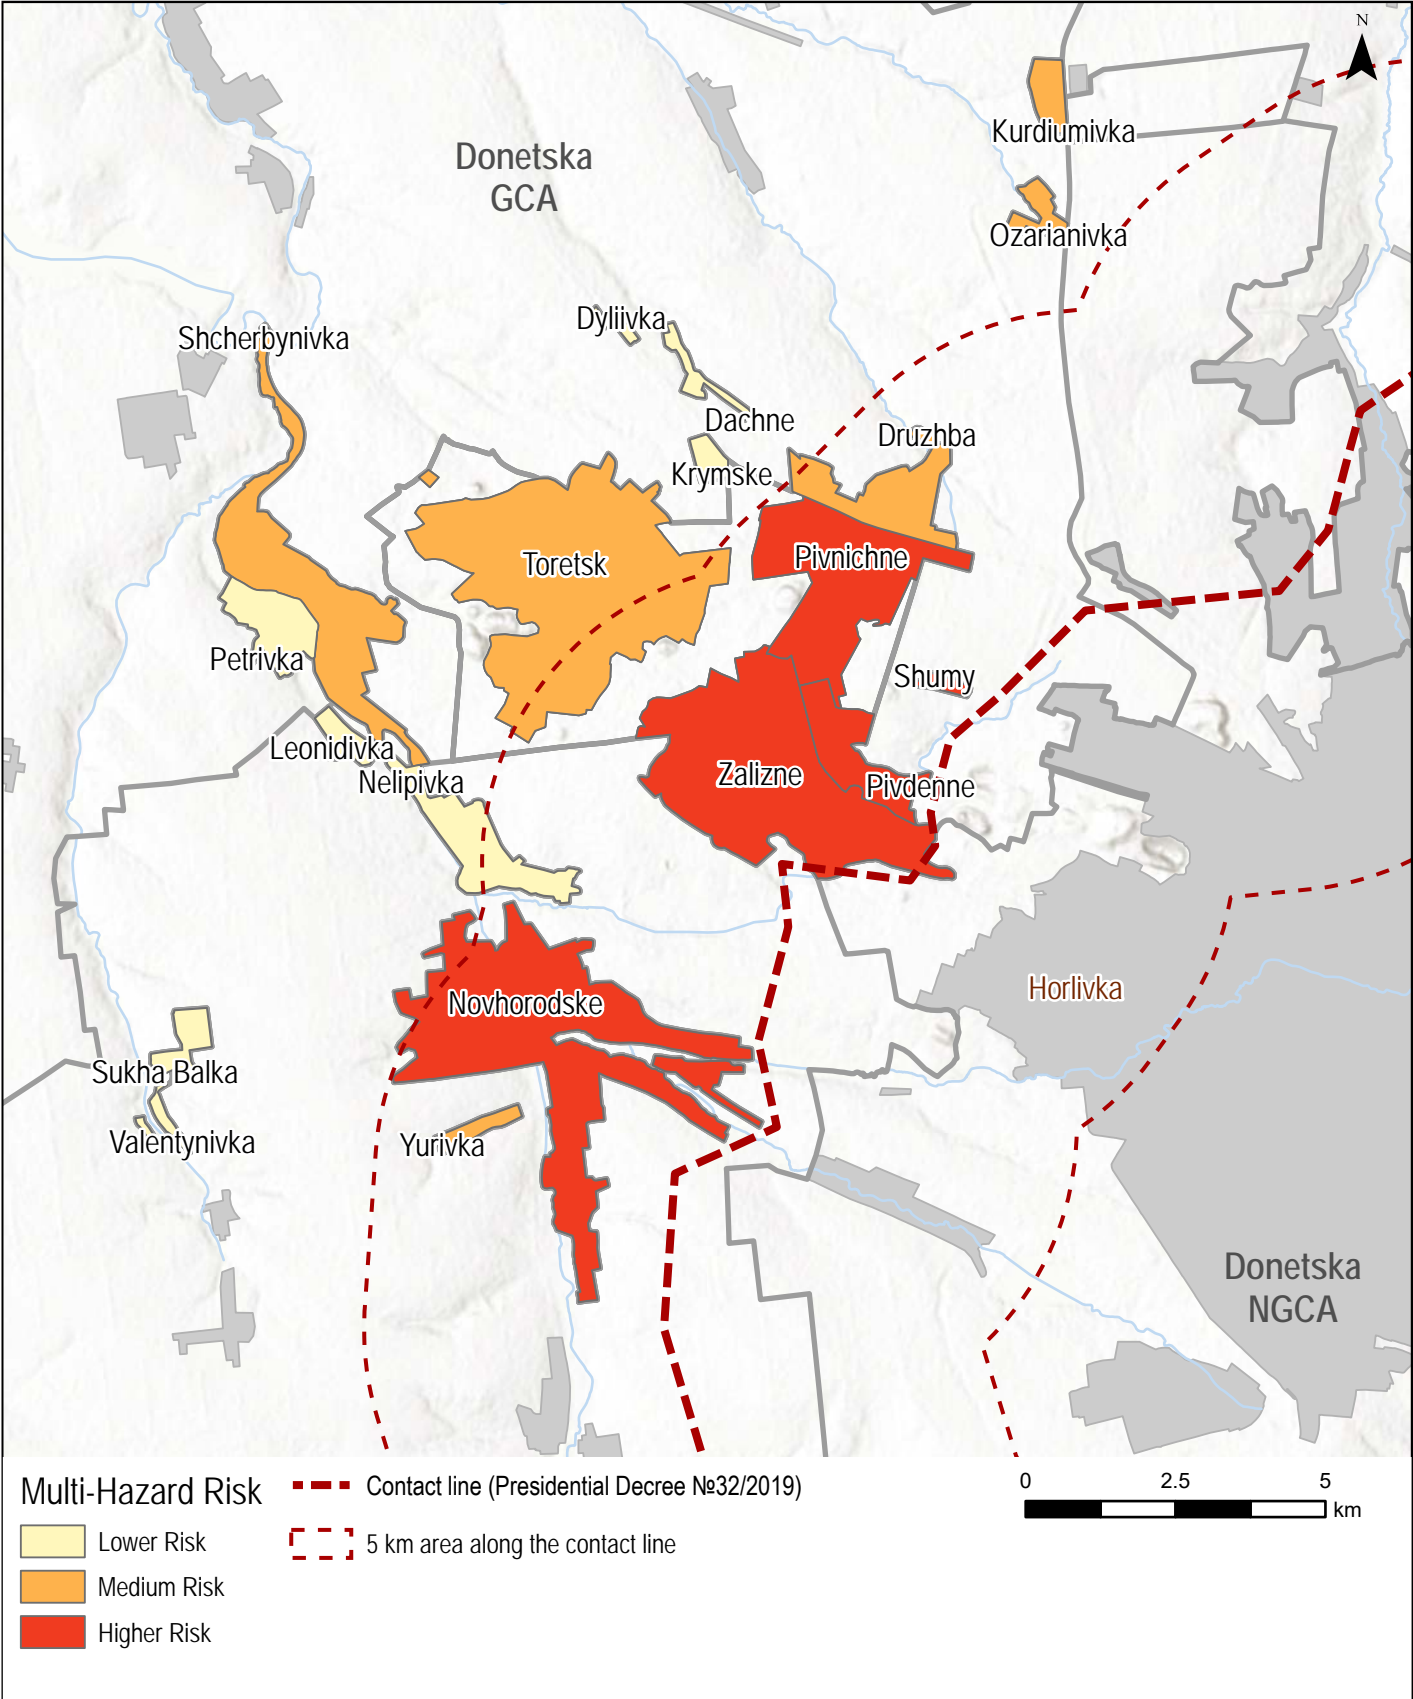 N
Kurdiumivka
Donetska
GCA
Ozarianivka
Dyliivka
Shcherbynivka
Dachne
Druzhba
Krymske
Toretsk
Pivnichne
Petrivka
Shumy
Leonidivka
Zalizne
Nelipivka
Pivdenne
Horlivka
Novhorodske
Sukha Balka
Valentynivka
Yurivka
Donetska
NGCA
Multi-Hazard Risk
Lower Risk
Medium Risk
Higher Risk
Contact line (Presidential Decree №32/2019)
5 km area along the contact line
0 2.5 5
km